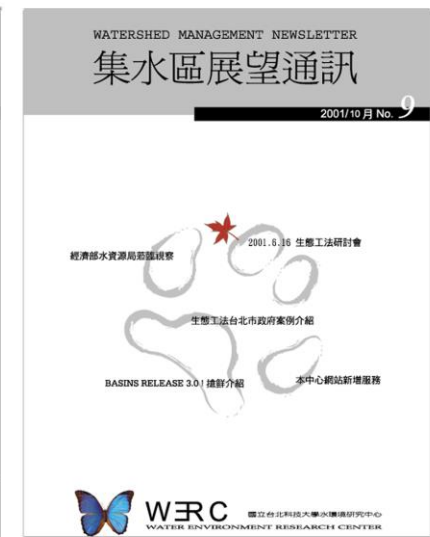 WATERSHED MANAGEMENT NEWSLETTER
集水區展望通訊
2001/10月 No. 9
2001.6.16 生態工法研討會
經濟部水資源局蒞臨視察
生態工法台北市政府案例介紹
BASINS RELEASE 3.0!搶鮮介紹
本中心網站新增服務
WERC 國立台北科技大學水環境研究中心
WATER ENVIRONMENT RESEARCH CENTER